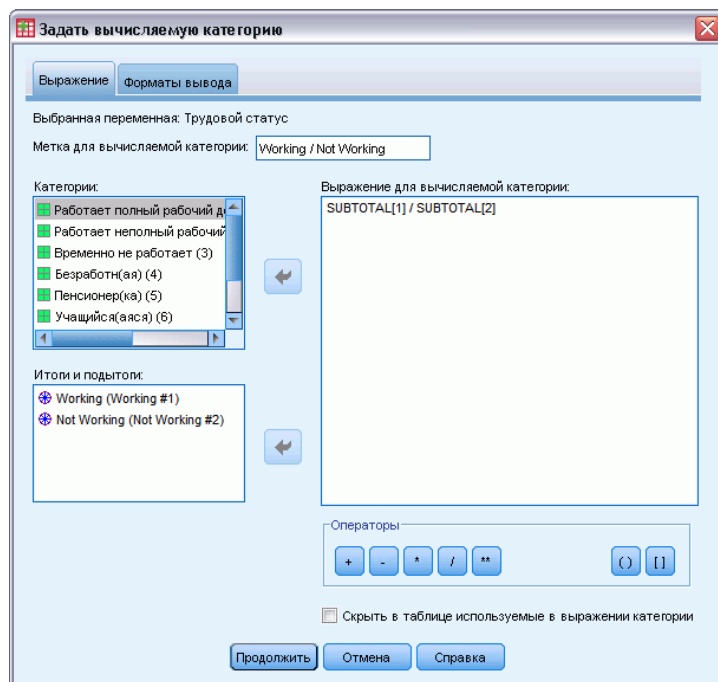 Задать вычисляемую категорию
Выражение
Форматы вывода
Выбранная переменная: Трудовой статус
Метка для вычисляемой категории:
Working / Not Working
Категории:
Работает полный рабочий д
Работает неполный рабочий
Временно не работает (3)
Безработн(ая) (4)
Пенсионер(ка) (5)
Учащийся(аяся) (6)
Выражение для вычисляемой категории:
SUBTOTAL[1] / SUBTOTAL[2]
Итоги и подытоги:
Working (Working #1)
Not Working (Not Working #2)
Операторы
+ - * / ** ( ) [ ]
Скрыть в таблице используемые в выражении категории
Продолжить
Отмена
Справка